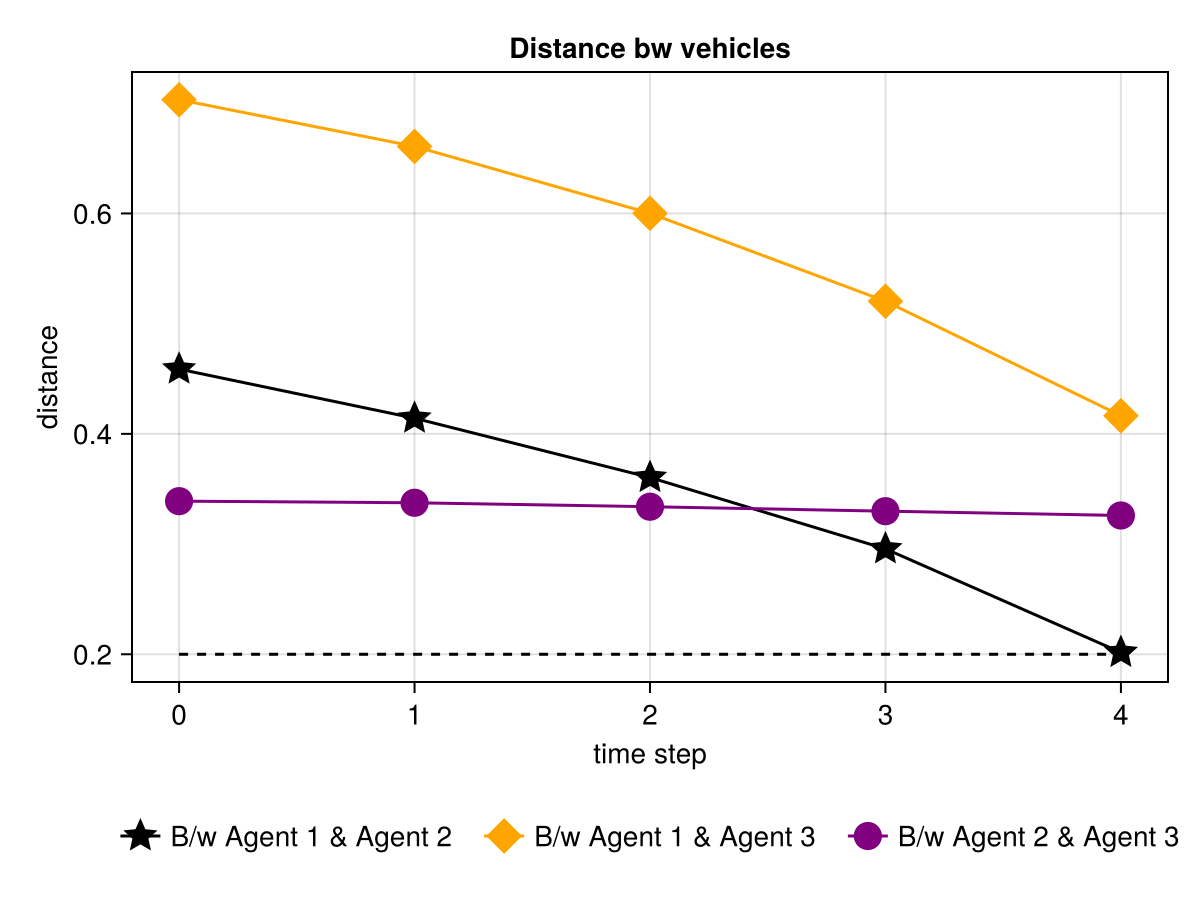 Distance bw vehicles
0.6
0.4
0.2
distance
0 1 2 3 4
time step
B/w Agent 1 & Agent 2 B/w Agent 1 & Agent 3 B/w Agent 2 & Agent 3